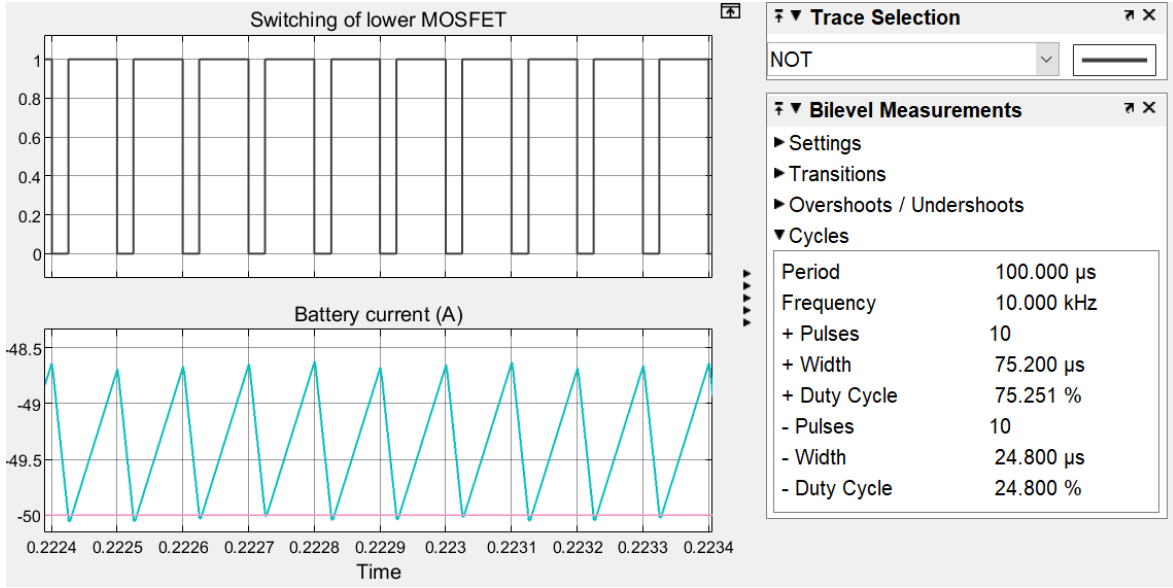 Switching of lower MOSFET
1
0.8
0.6
0.4
0.2
0
Battery current (A)
-48.5
-49
-49.5
-50
0.2224 0.2225 0.2226 0.2227 0.2228 0.2229 0.223 0.2231 0.2232 0.2233 0.2234
Time
Trace Selection
NOT
Bilevel Measurements
Settings
Transitions
Overshoots / Undershoots
Cycles
Period 100.000 µs
Frequency 10.000 kHz
+ Pulses 10
+ Width 75.200 µs
+ Duty Cycle 75.251 %
- Pulses 10
- Width 24.800 µs
- Duty Cycle 24.800 %